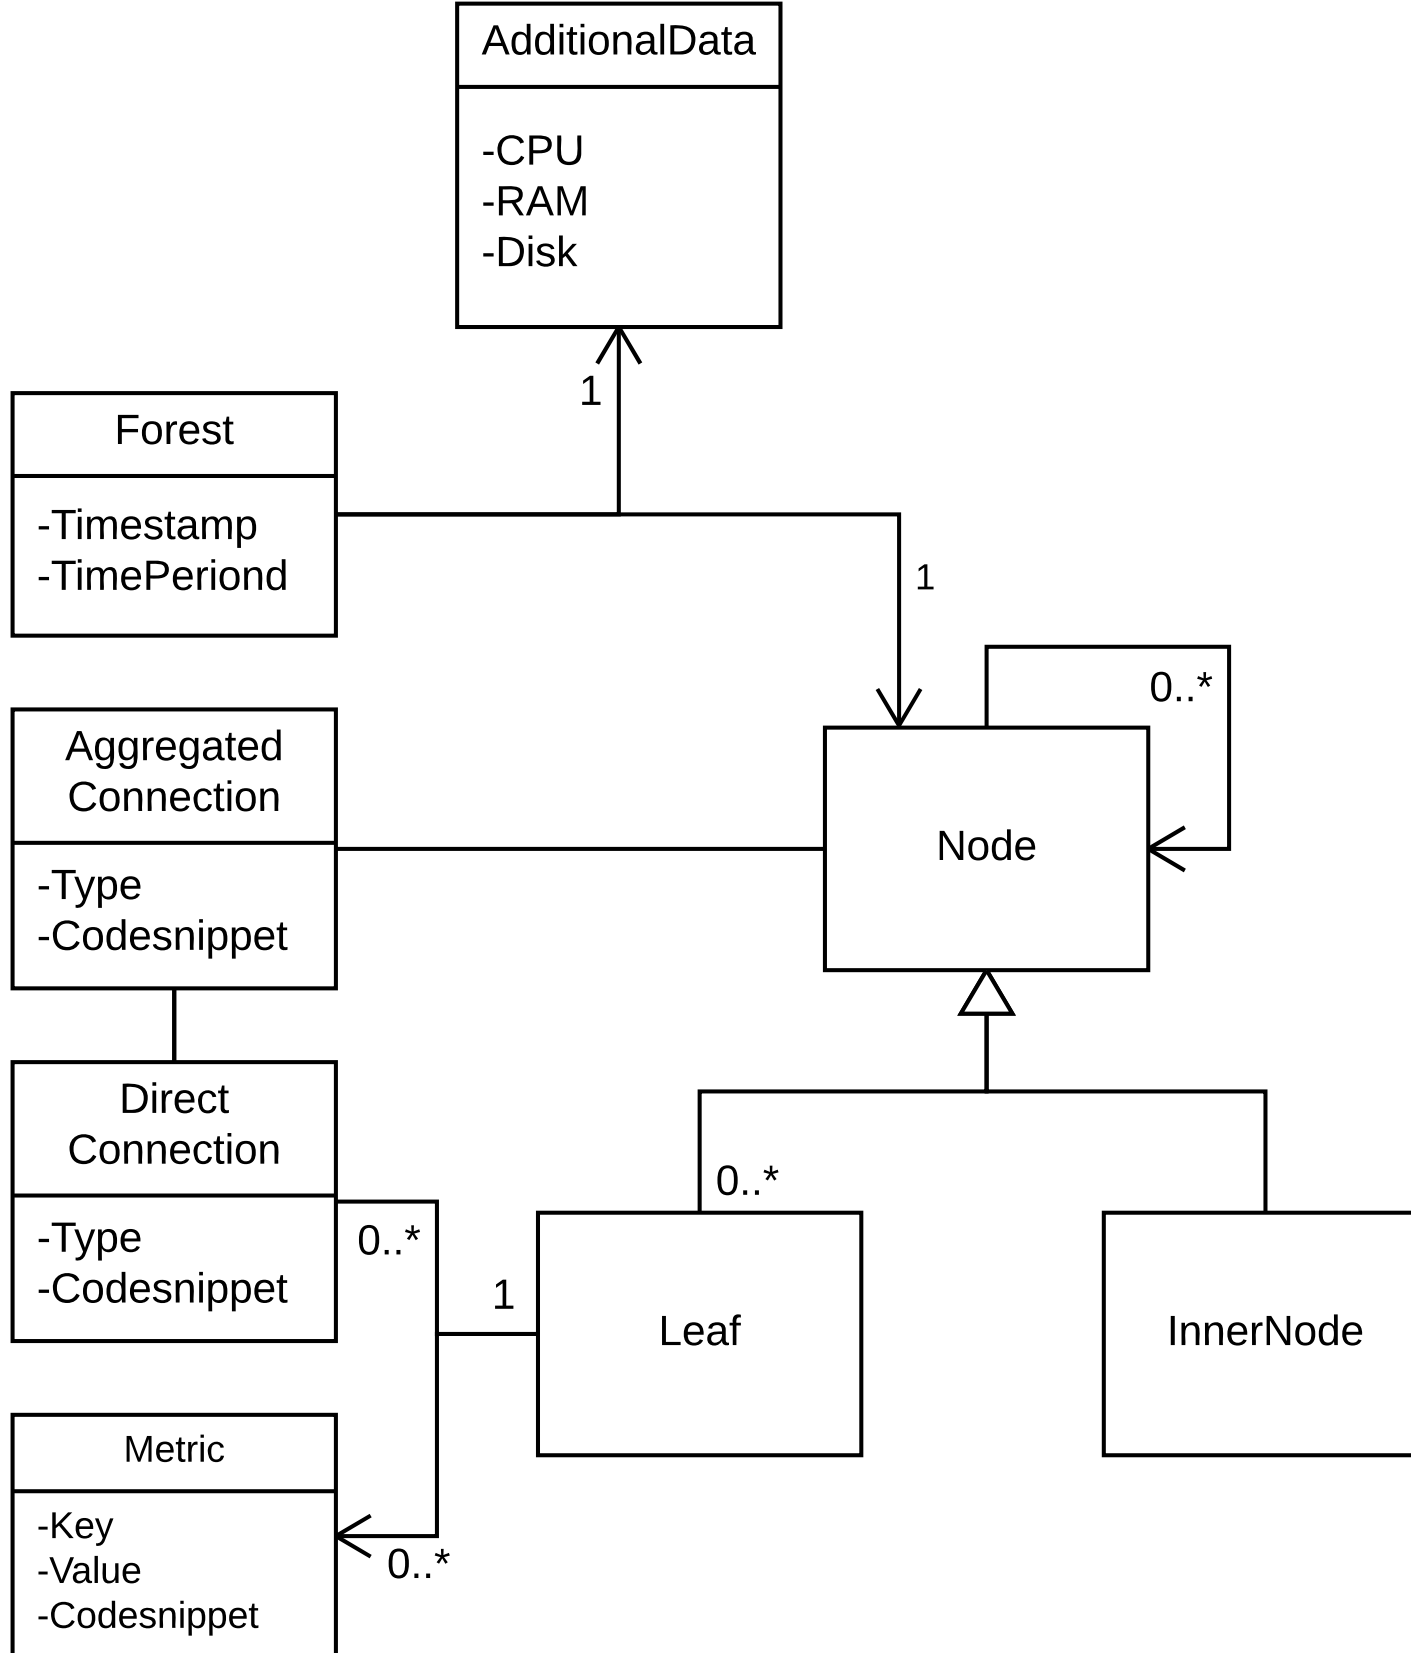 AdditionalData
-CPU
-RAM
-Disk
1
Forest
-Timestamp
-TimePeriond
1
0..*
Aggregated
Connection
-Type
-Codesnippet
Node
Direct
Connection
-Type
-Codesnippet
0..*
0..*
1
Leaf
InnerNode
Metric
-Key
-Value
-Codesnippet
0..*